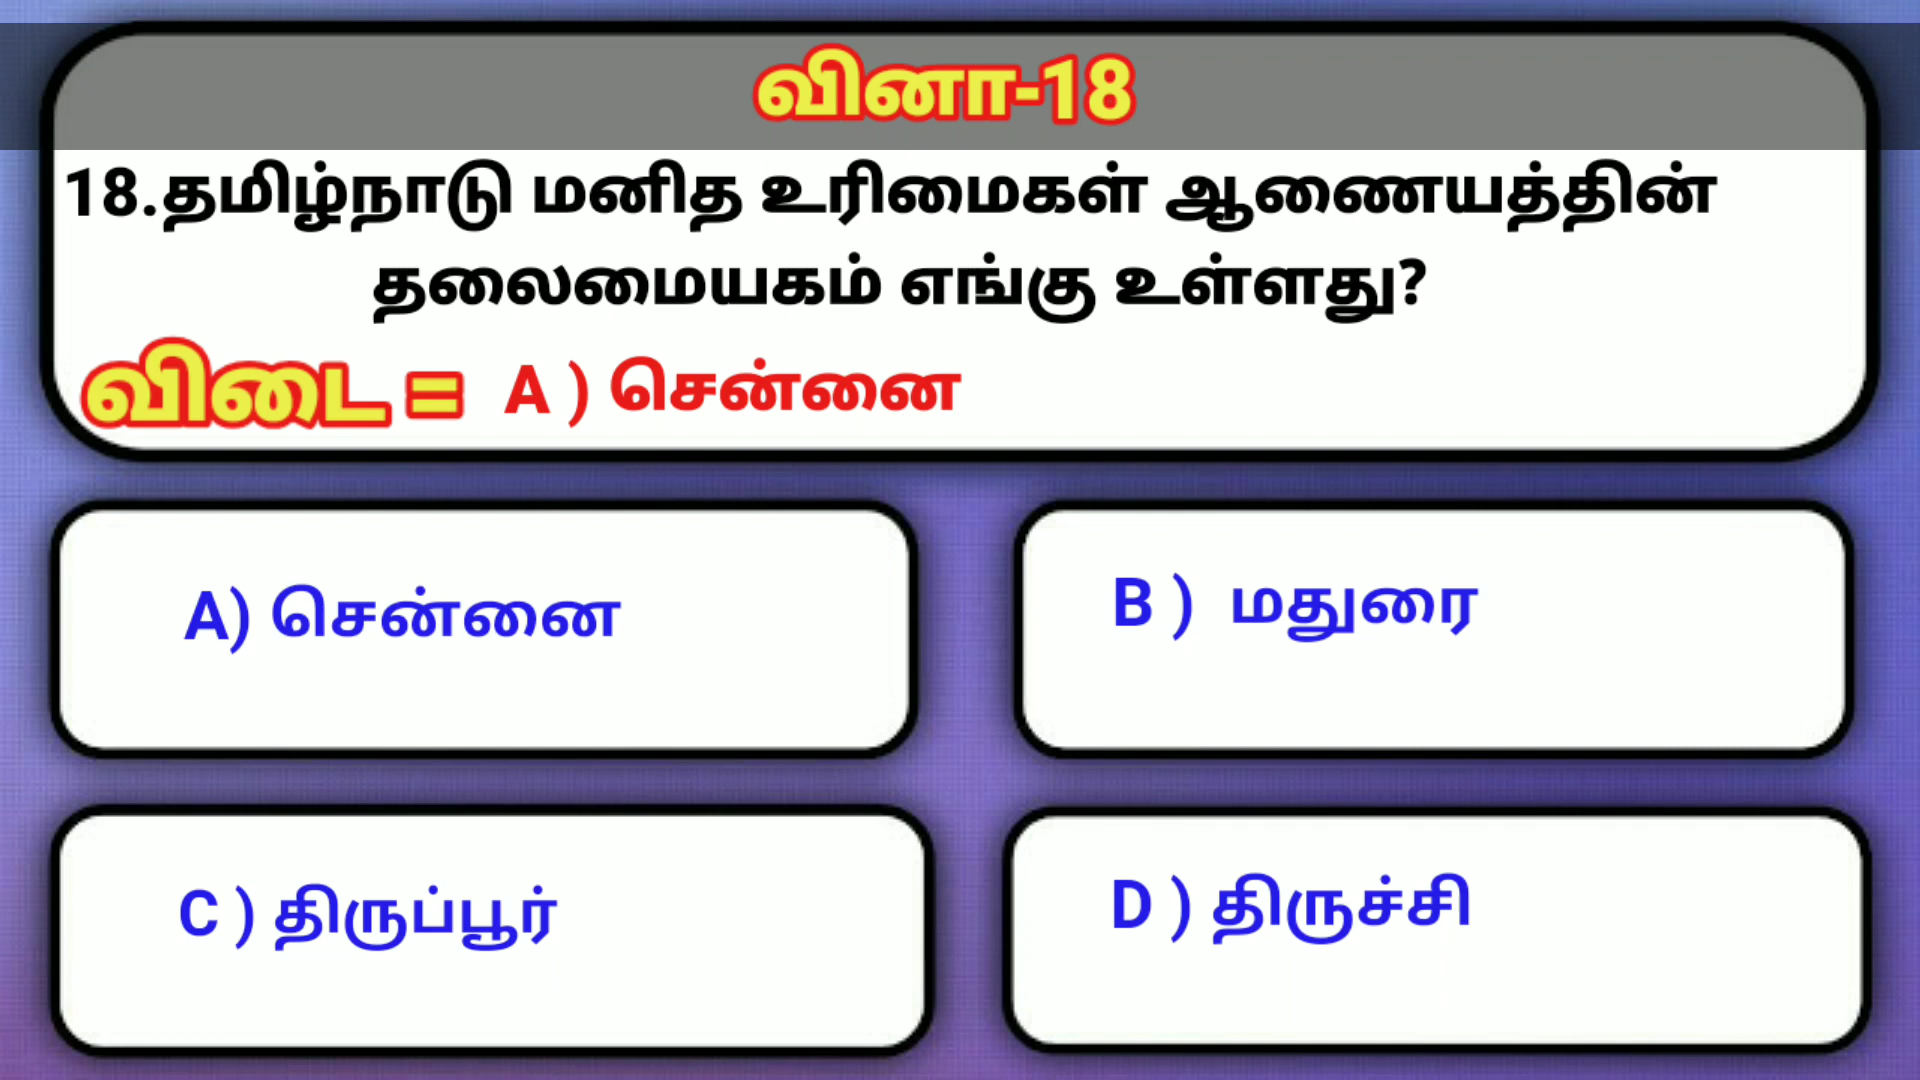 வினா-18
18.தமிழ்நாடு மனித உரிமைகள் ஆணையத்தின்
தலைமையகம் எங்கு உள்ளது?
விடை = A ) சென்னை
A) சென்னை
B ) மதுரை
C ) திருப்பூர்
D ) திருச்சி